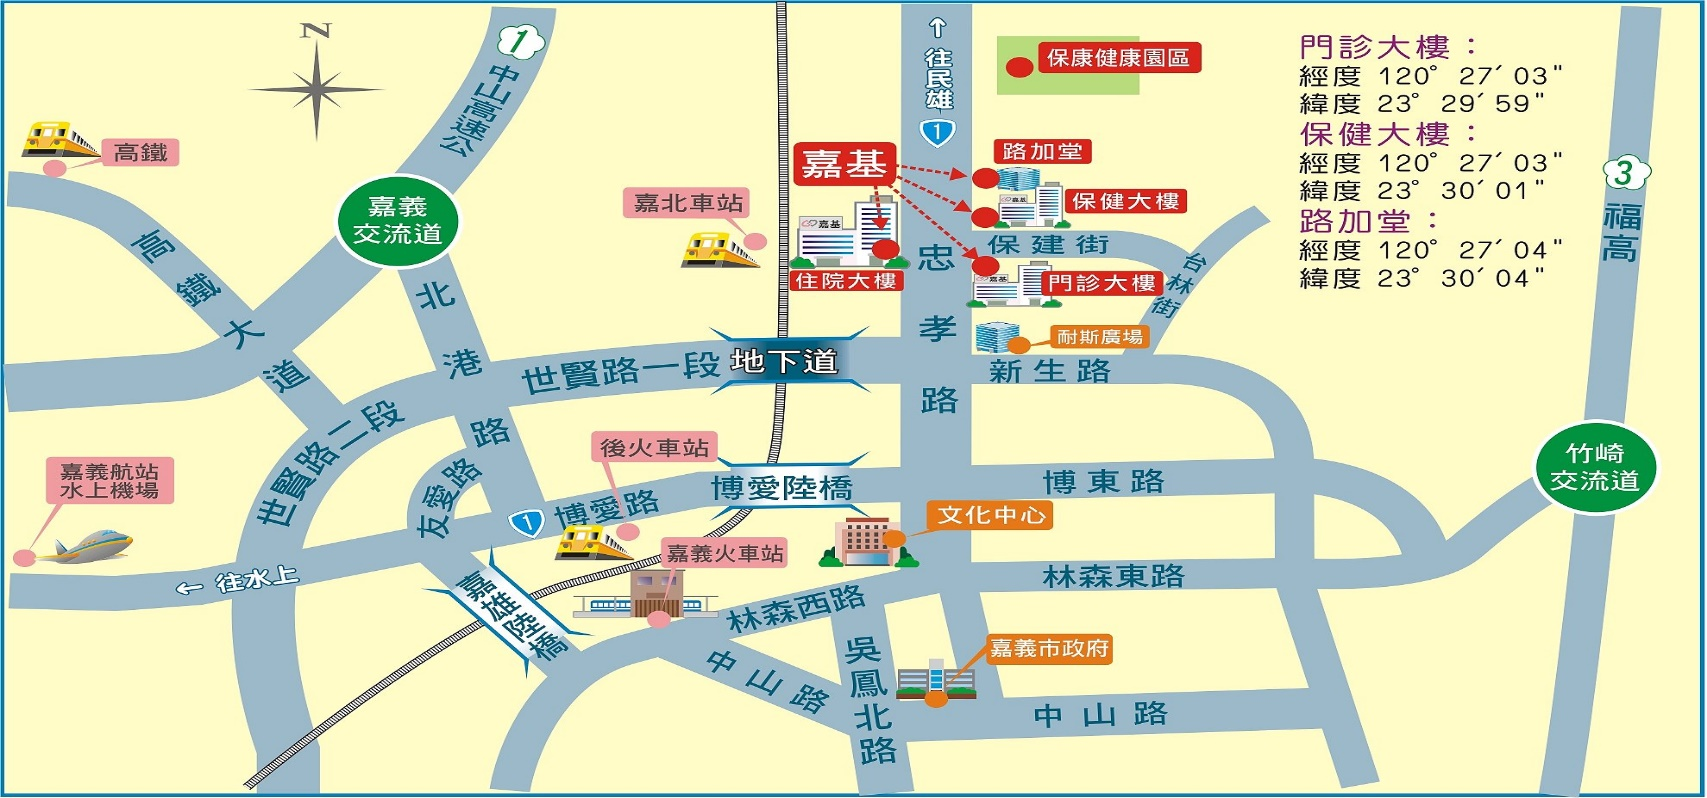 N
1
中山高速公
高鐵
嘉義
交流道
高鐵大道
北港路
世賢路一段
世賢路二段
地下道
友愛路
嘉義航站
水上機場
← 往水上
1
博愛路
後火車站
博愛陸橋
嘉義火車站
嘉雄陸橋
嘉北車站
嘉基
嘉基
住院大樓
↑
往民雄
1
忠孝路
保康健康園區
路加堂
嘉基
保健大樓
保建街
嘉基
門診大樓
台林街
耐斯廣場
新生路
博東路
文化中心
林森東路
林森西路
中山路
吳鳳北路
嘉義市政府
中山路
門診大樓：
經度 120° 27′ 03"
緯度 23° 29′ 59"
保健大樓：
經度 120° 27′ 03"
緯度 23° 30′ 01"
路加堂：
經度 120° 27′ 04"
緯度 23° 30′ 04"
3
福高
竹崎
交流道